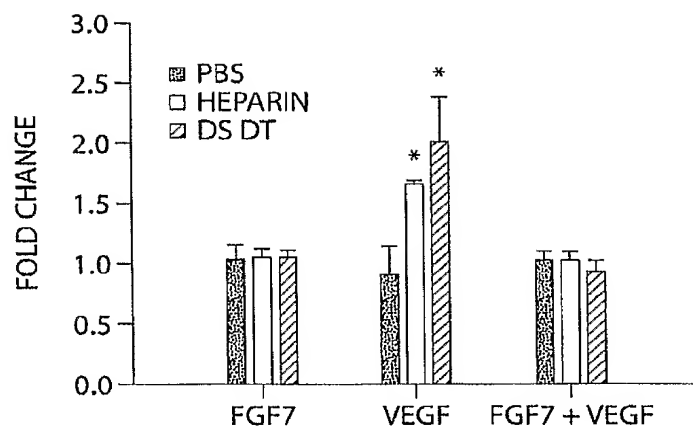 3.0
2.5
2.0
1.5
1.0
0.5
0.0
FOLD CHANGE
PBS
HEPARIN
DS DT
*
*
FGF7
VEGF
FGF7 + VEGF